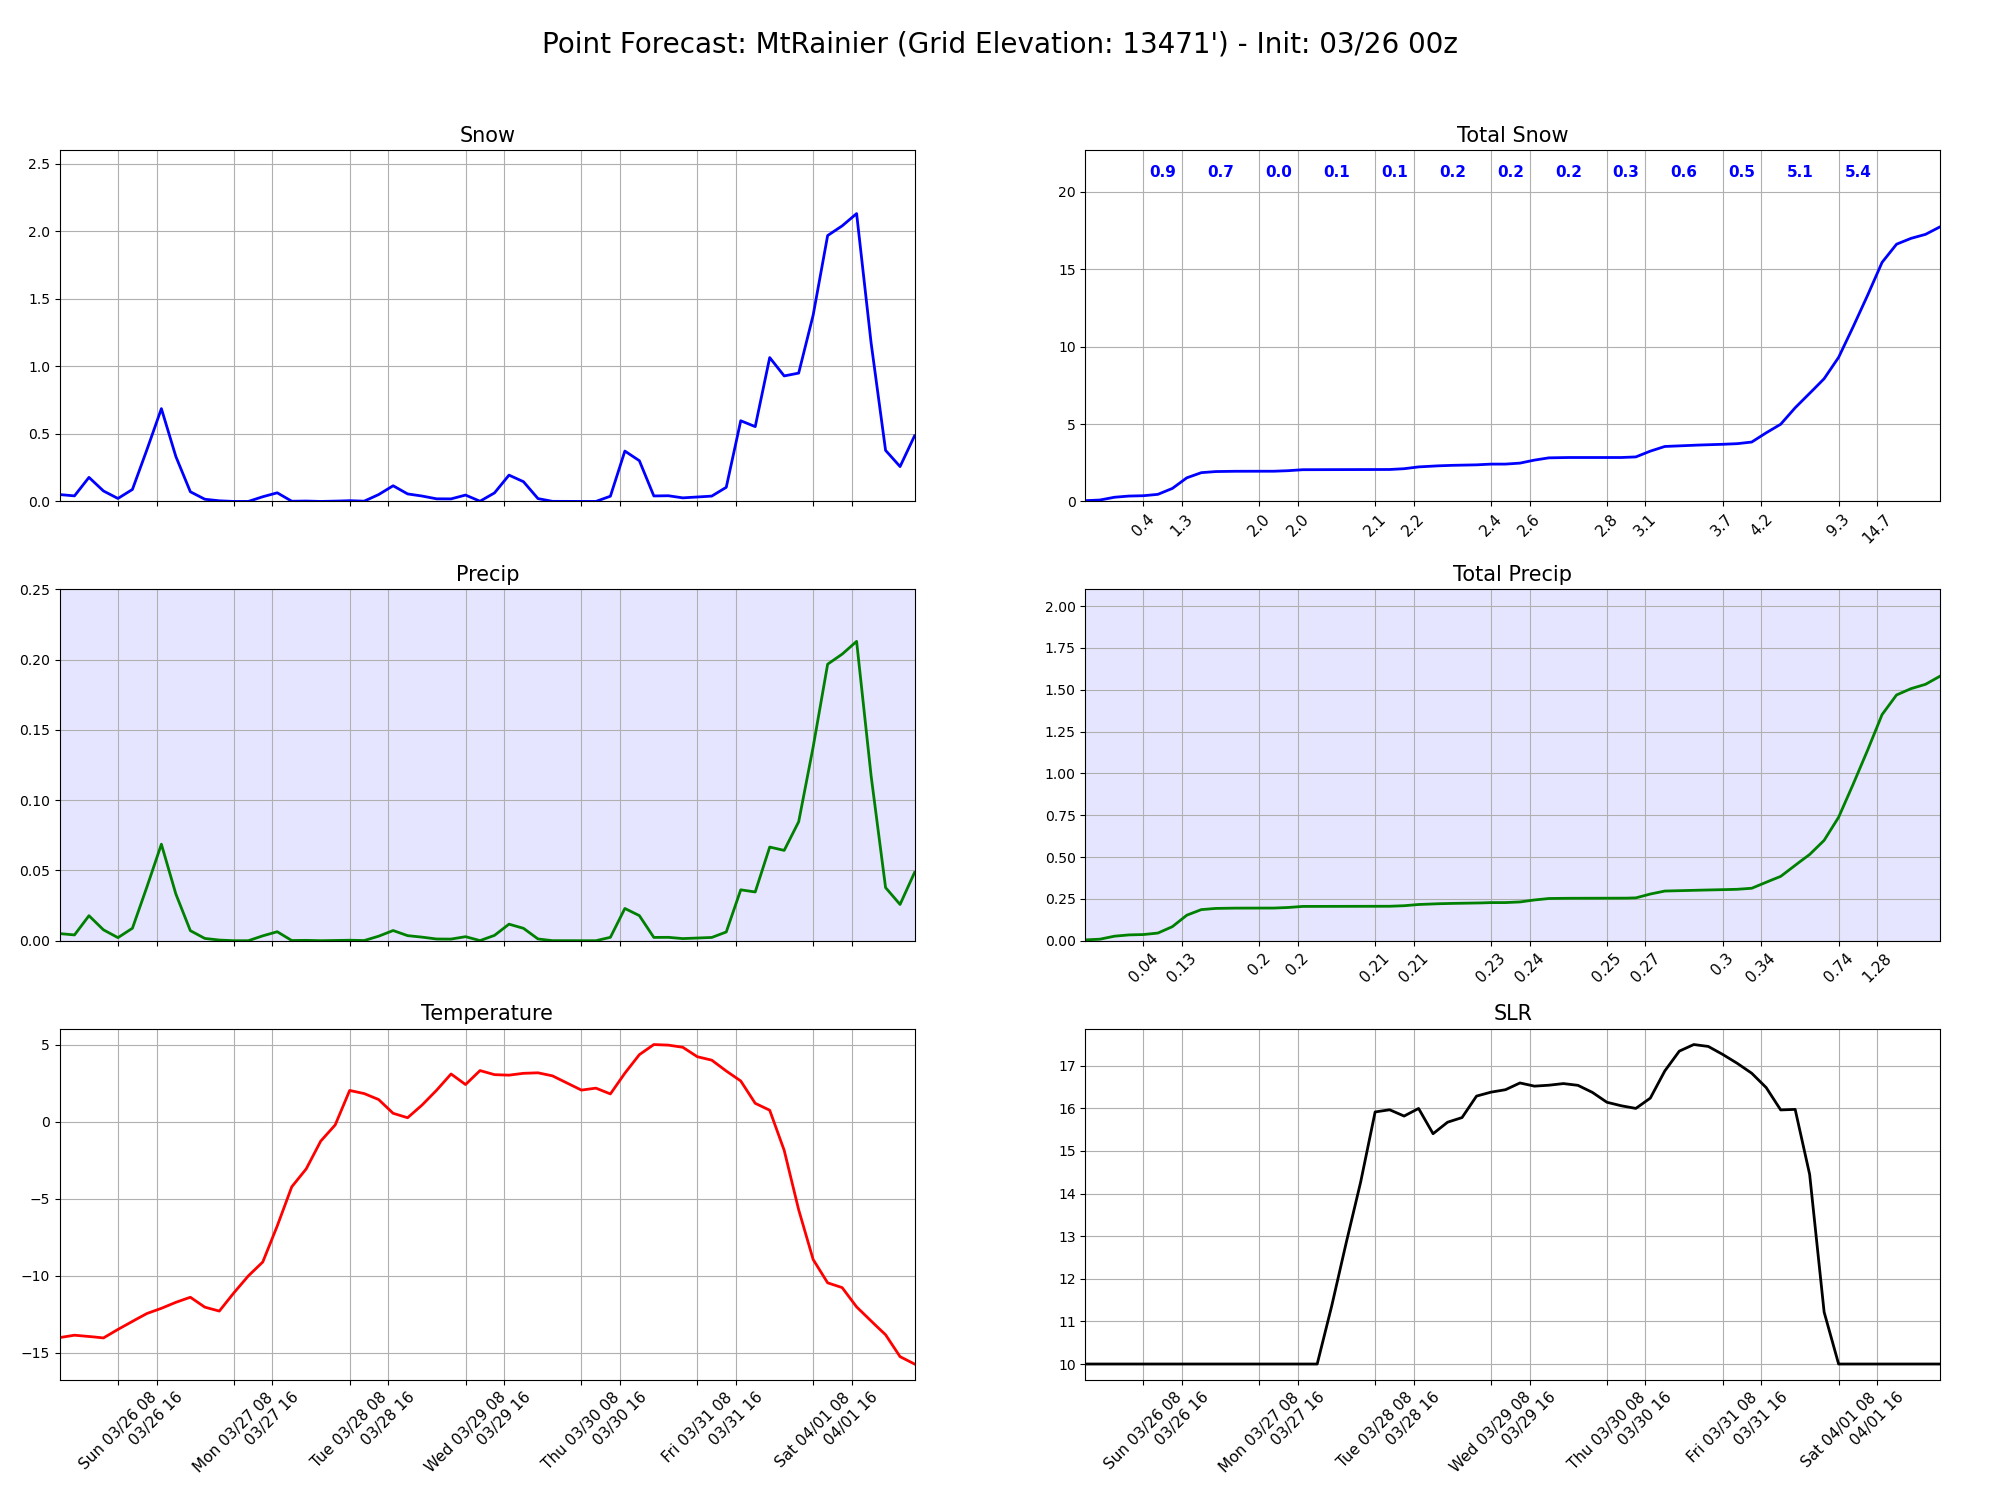 Point Forecast: MtRainier (Grid Elevation: 13471') - Init: 03/26 00z
Snow
2.5
2.0
1.5
1.0
0.5
0.0
Total Snow
0.9 0.7 0.0 0.1 0.1 0.2 0.2 0.2 0.3 0.6 0.5 5.1 5.4
20
15
10
5
0
0.4 1.3 2.0 2.0 2.1 2.2 2.4 2.6 2.8 3.1 3.7 4.2 9.3 14.7
Precip
0.25
0.20
0.15
0.10
0.05
0.00
Total Precip
2.00
1.75
1.50
1.25
1.00
0.75
0.50
0.25
0.00
0.04 0.13 0.2 0.2 0.21 0.21 0.23 0.24 0.25 0.27 0.3 0.34 0.74 1.28
Temperature
5
0
−5
−10
−15
Sun 03/26 08
03/26 16
Mon 03/27 08
03/27 16
Tue 03/28 08
03/28 16
Wed 03/29 08
03/29 16
Thu 03/30 08
03/30 16
Fri 03/31 08
03/31 16
Sat 04/01 08
04/01 16
SLR
17
16
15
14
13
12
11
10
Sun 03/26 08
03/26 16
Mon 03/27 08
03/27 16
Tue 03/28 08
03/28 16
Wed 03/29 08
03/29 16
Thu 03/30 08
03/30 16
Fri 03/31 08
03/31 16
Sat 04/01 08
04/01 16